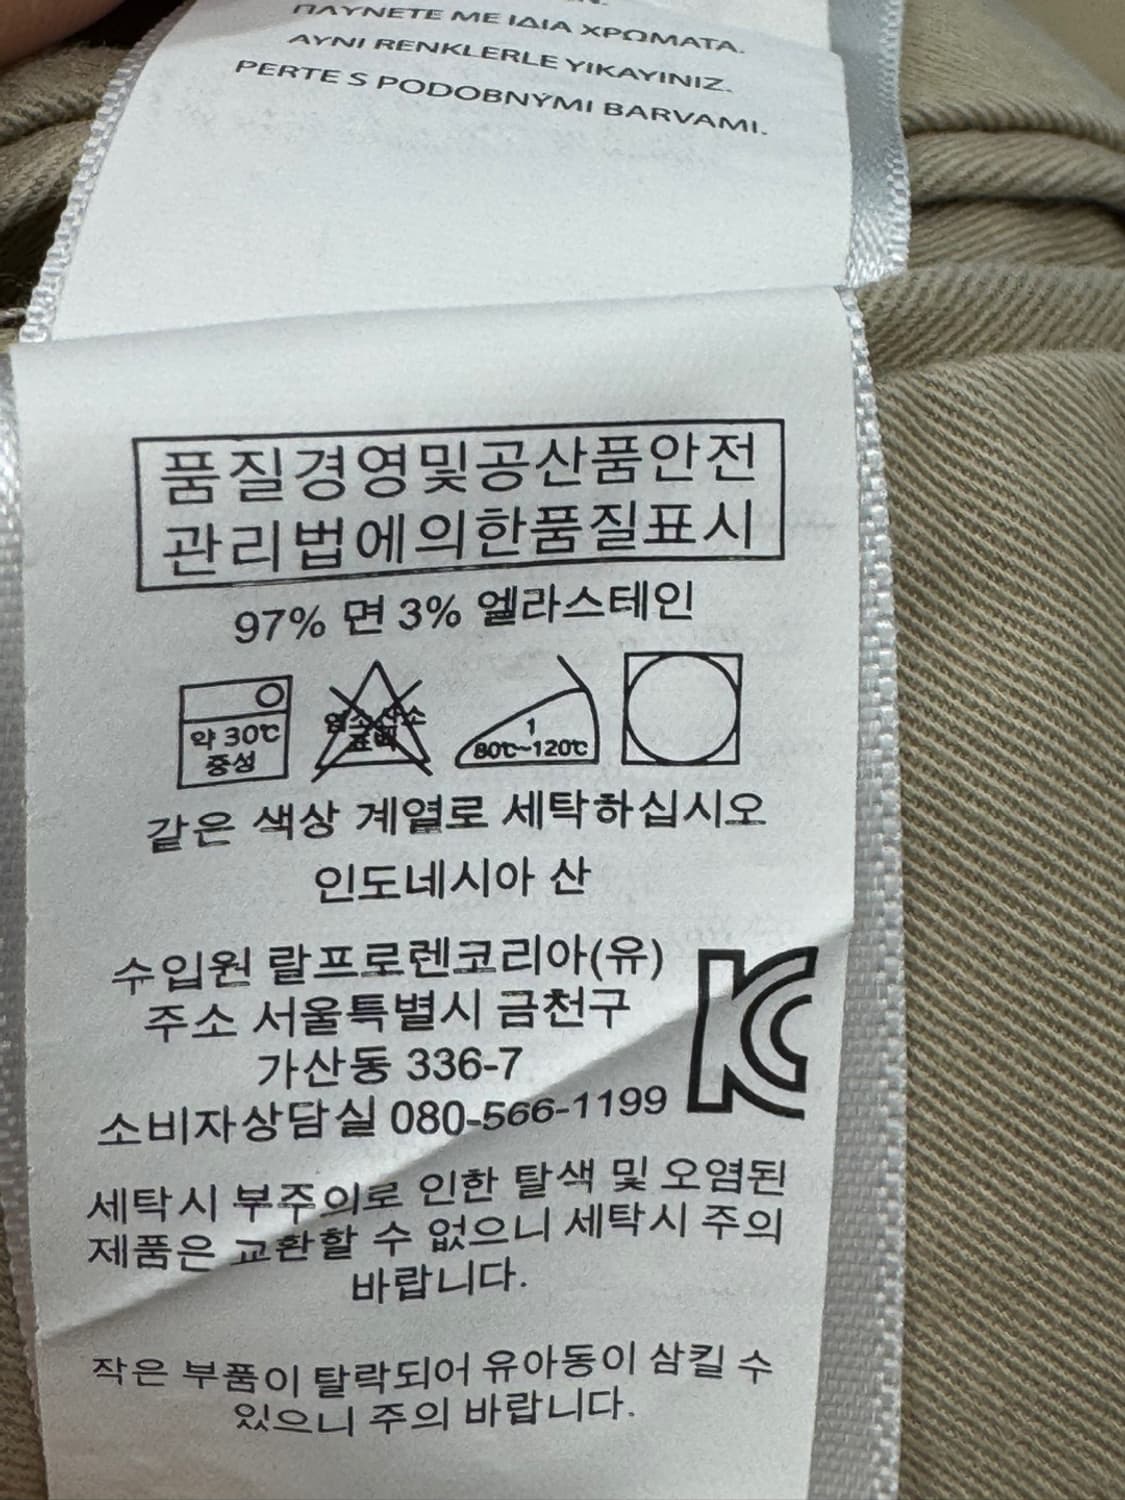 ΠΛΥΝΕΤΕ ΜΕ ΙΔΙΑ ΧΡΩΜΑΤΑ.
AYNI RENKLERLE YIKAYINIZ.
PERTE S PODOBNÝMI BARVAMI.
품질경영및공산품안전
관리법에의한품질표시
97% 면 3% 엘라스테인
약 30℃
중성
염소산소
표백
1
80℃~120℃
같은 색상 계열로 세탁하십시오
인도네시아 산
수입원 랄프로렌코리아(유)
주소 서울특별시 금천구
가산동 336-7
소비자상담실 080-566-1199
KC
세탁시 부주의로 인한 탈색 및 오염된
제품은 교환할 수 없으니 세탁시 주의
바랍니다.
작은 부품이 탈락되어 유아동이 삼킬 수
있으니 주의 바랍니다.